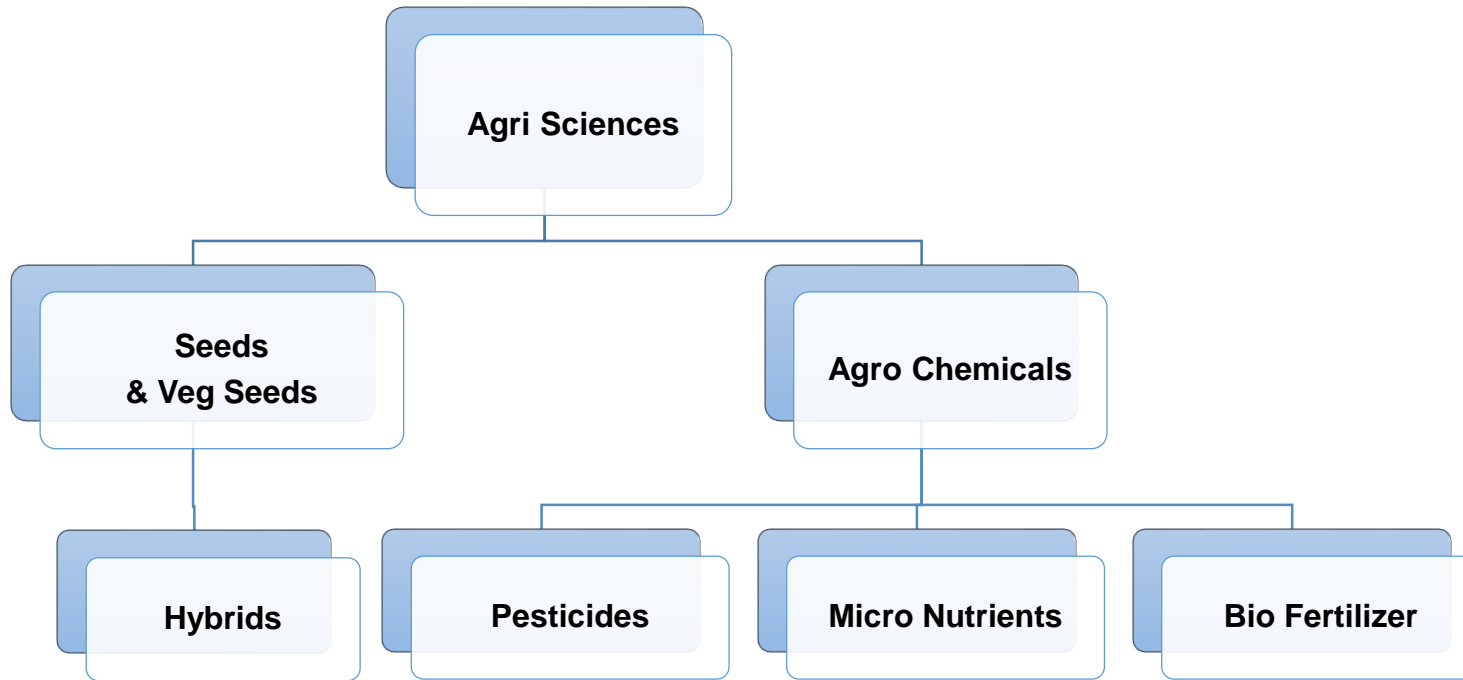 Agri Sciences
Seeds
& Veg Seeds
Agro Chemicals
Hybrids
Pesticides
Micro Nutrients
Bio Fertilizer